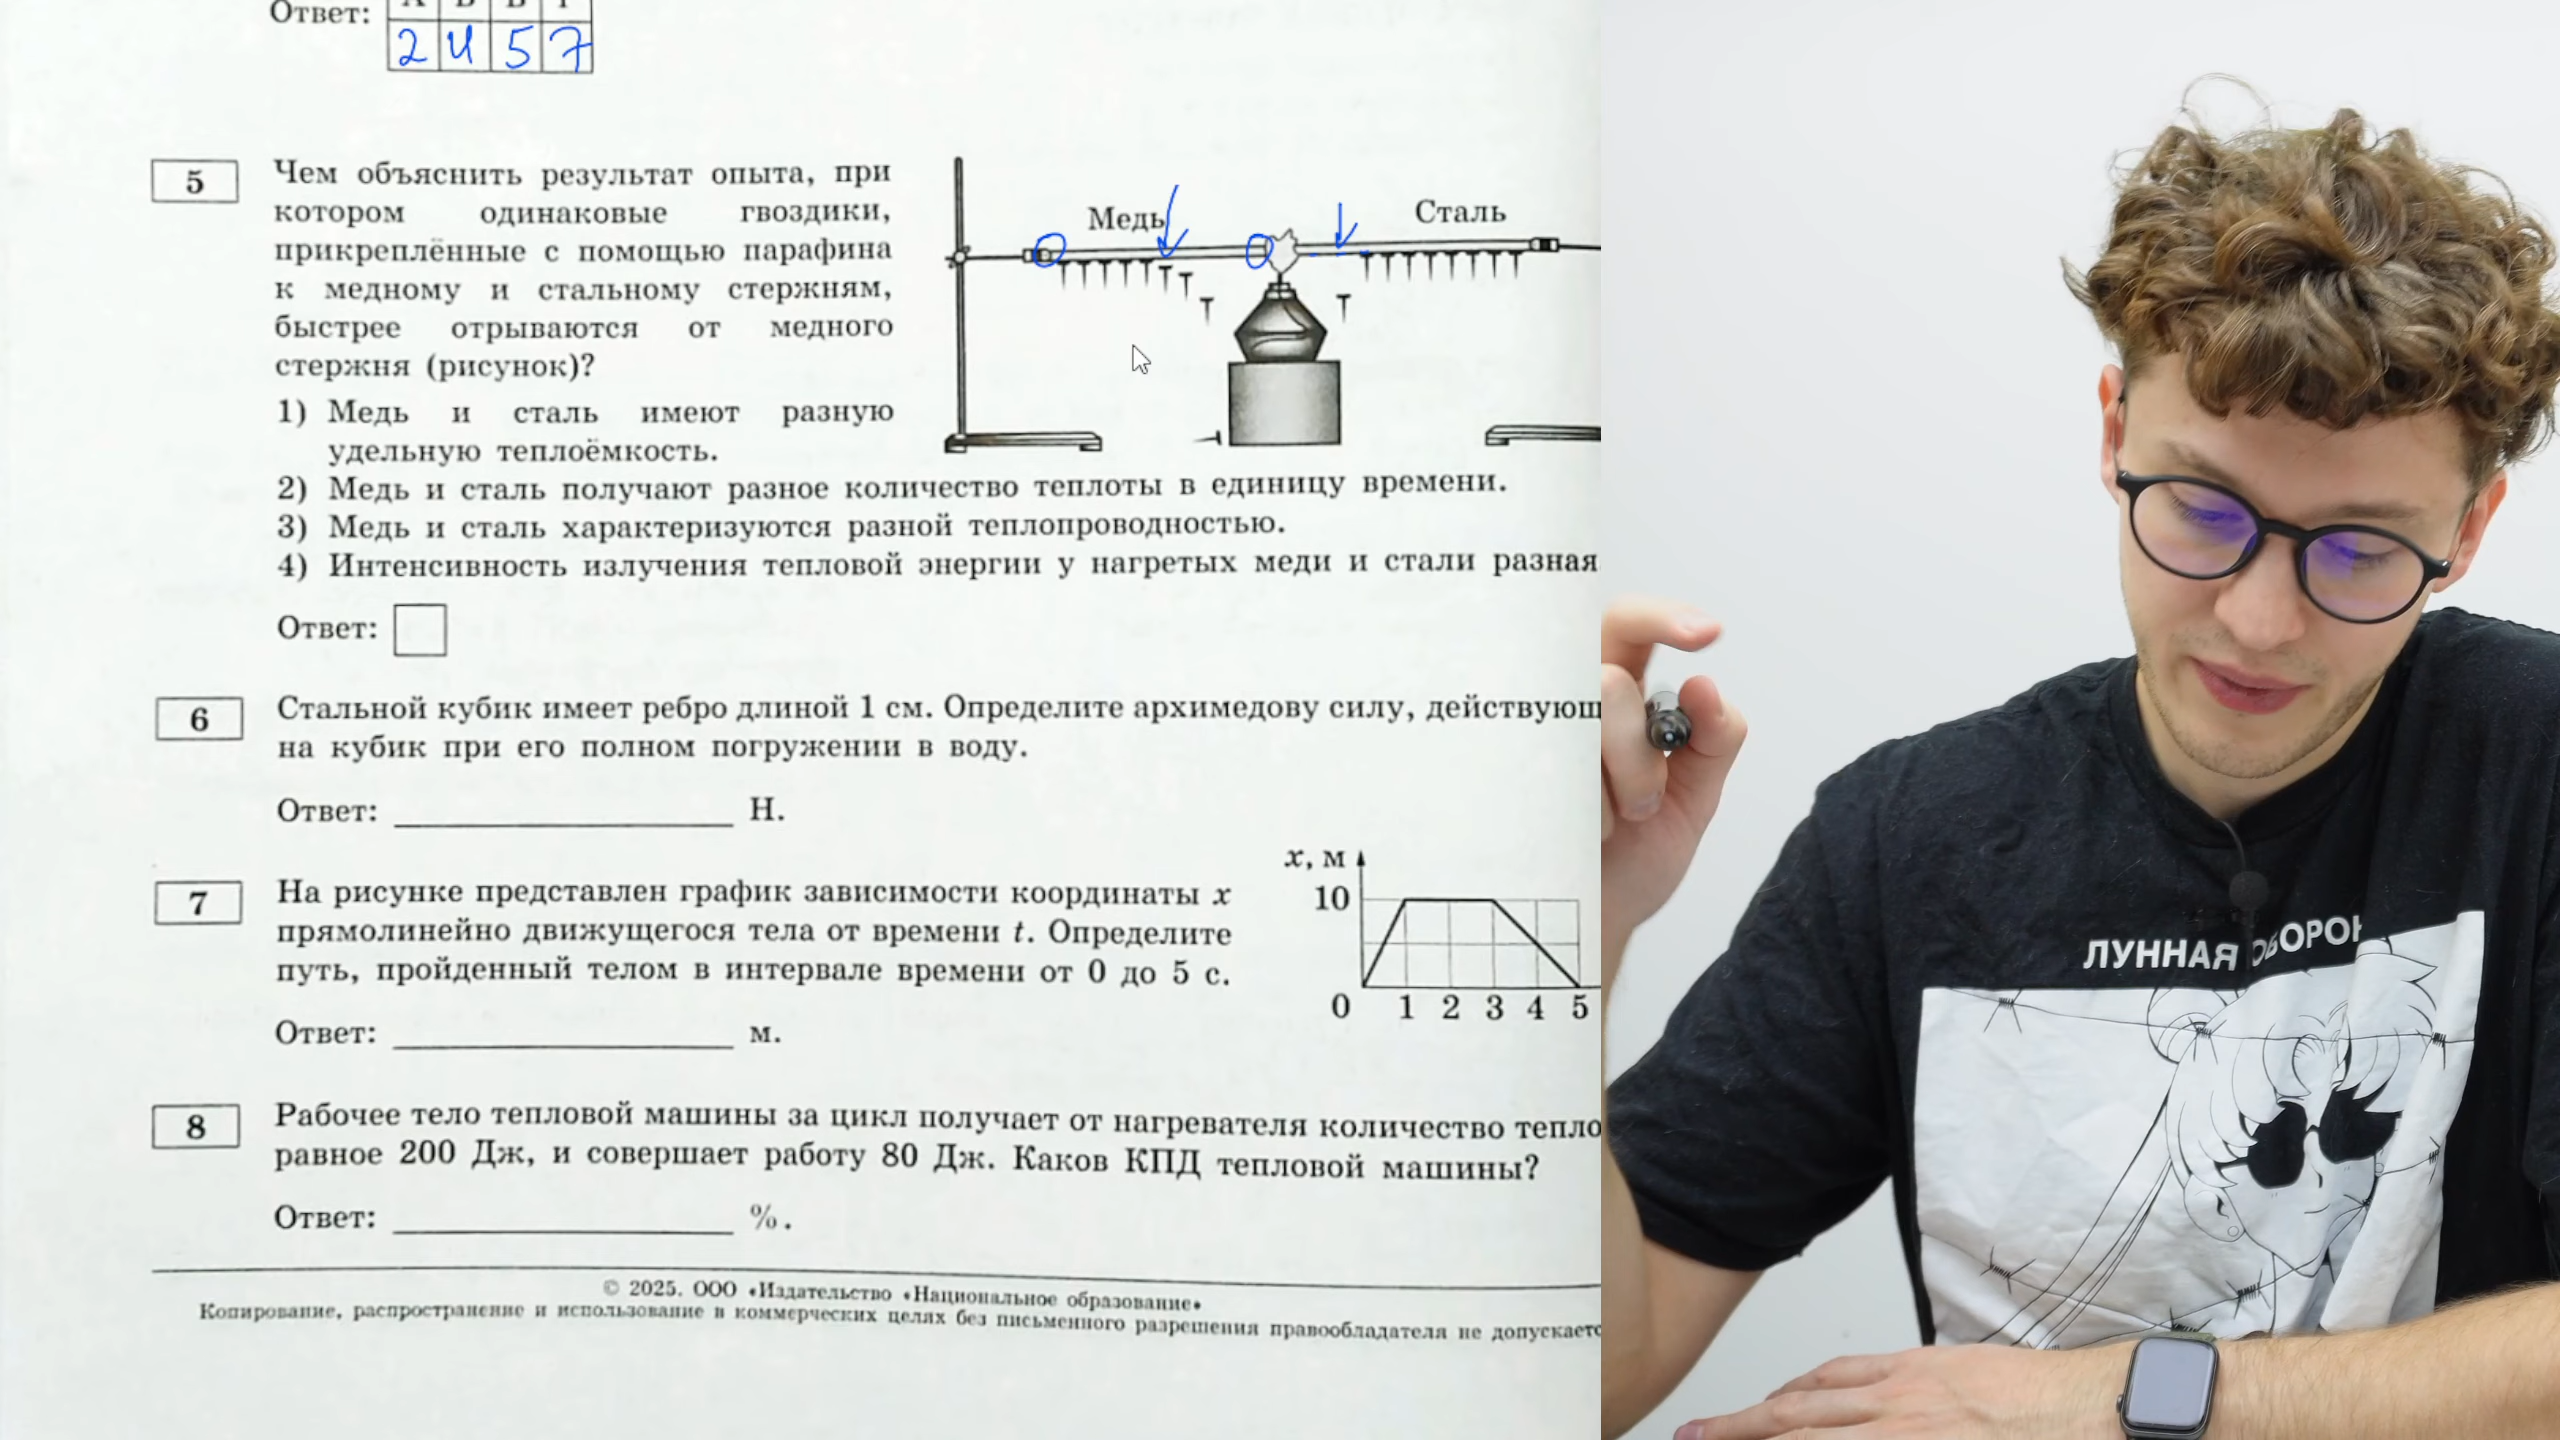 Ответ:
2 4 5 7
5
Чем объяснить результат опыта, при
котором одинаковые гвоздики,
прикреплённые с помощью парафина
к медному и стальному стержням,
быстрее отрываются от медного
стержня (рисунок)?
Медь
Сталь
1) Медь и сталь имеют разную
удельную теплоёмкость.
2) Медь и сталь получают разное количество теплоты в единицу времени.
3) Медь и сталь характеризуются разной теплопроводностью.
4) Интенсивность излучения тепловой энергии у нагретых меди и стали разная
Ответ:
6
Стальной кубик имеет ребро длиной 1 см. Определите архимедову силу, действующ
на кубик при его полном погружении в воду.
Ответ: Н.
7
На рисунке представлен график зависимости координаты x
прямолинейно движущегося тела от времени t. Определите
путь, пройденный телом в интервале времени от 0 до 5 с.
x, м
10
0 1 2 3 4 5
Ответ: м.
8
Рабочее тело тепловой машины за цикл получает от нагревателя количество тепло
равное 200 Дж, и совершает работу 80 Дж. Каков КПД тепловой машины?
Ответ: %.
© 2025. ООО «Издательство «Национальное образование»
Копирование, распространение и использование в коммерческих целях без письменного разрешения правообладателя не допускаетс
ЛУННАЯ ОБОРОН